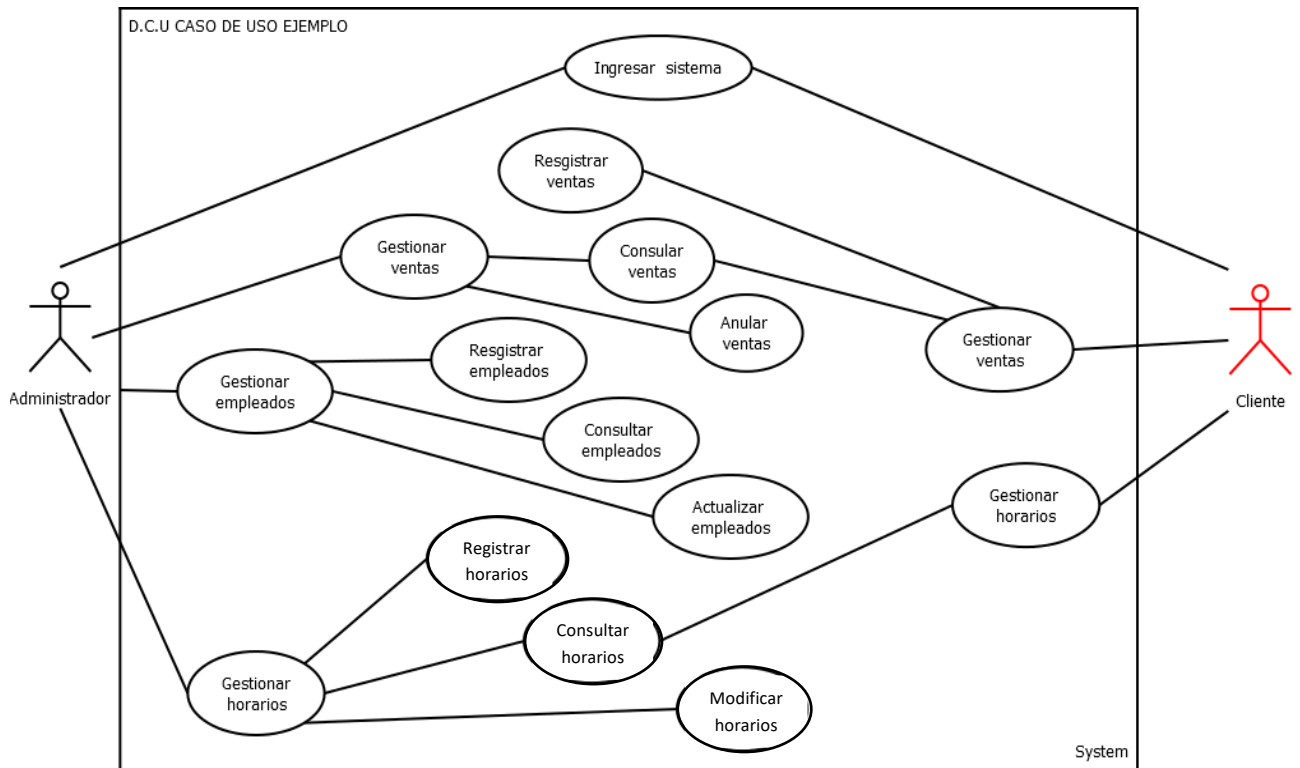 D.C.U CASO DE USO EJEMPLO
Ingresar sistema
Resgistrar
ventas
Gestionar
ventas
Consular
ventas
Anular
ventas
Gestionar
ventas
Resgistrar
empleados
Gestionar
empleados
Administrador
Cliente
Consultar
empleados
Actualizar
empleados
Gestionar
horarios
Registrar
horarios
Consultar
horarios
Gestionar
horarios
Modificar
horarios
System